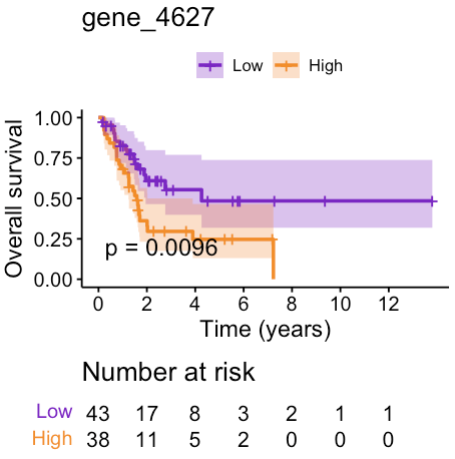 gene_4627
Low High
Overall survival
1.00
0.75
0.50
0.25
0.00
p = 0.0096
0 2 4 6 8 10 12
Time (years)
Number at risk
Low 43 17 8 3 2 1 1
High 38 11 5 2 0 0 0